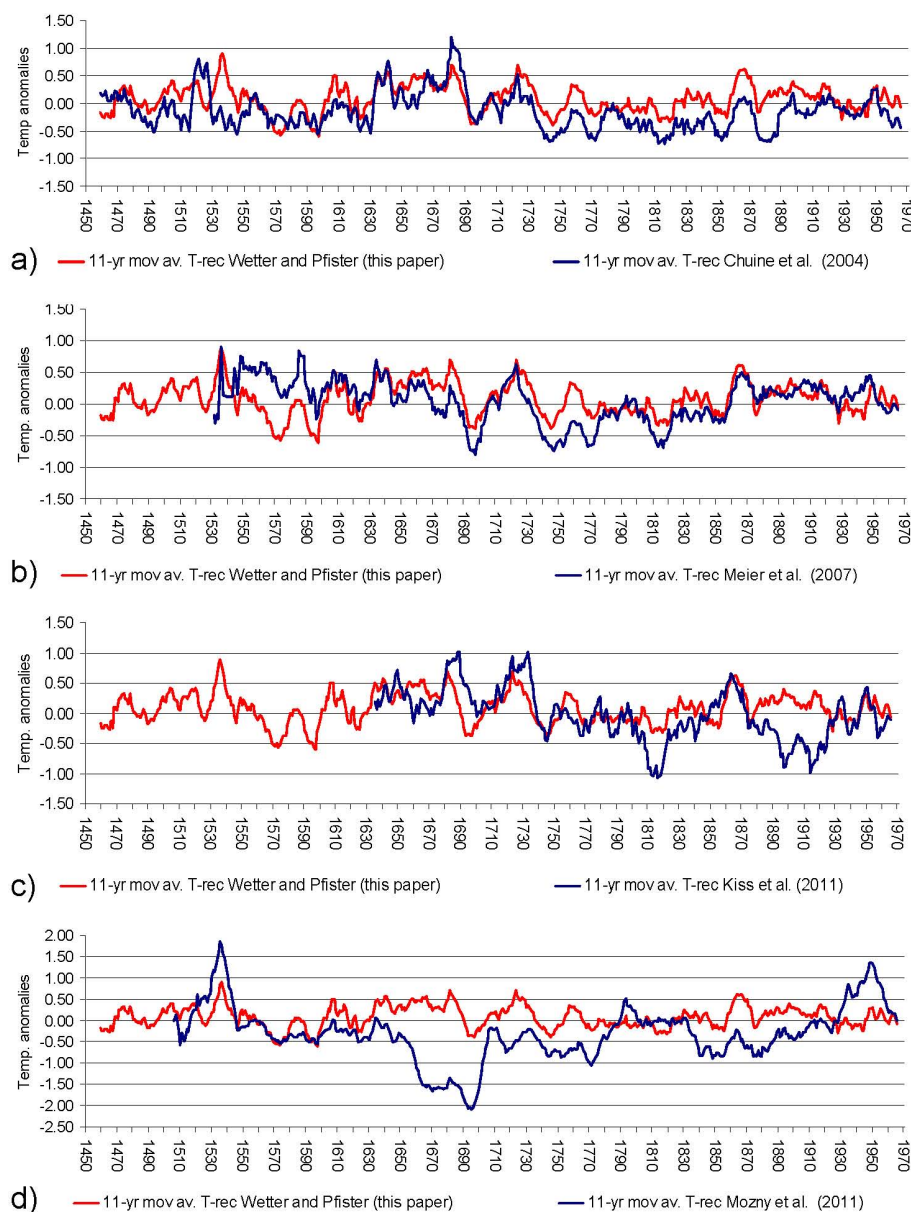 1.50
1.00
0.50
0.00
-0.50
-1.00
-1.50
Temp anomalies
1450 1470 1490 1510 1530 1550 1570 1590 1610 1630 1650 1670 1690 1710 1730 1750 1770 1790 1810 1830 1850 1870 1890 1910 1930 1950 1970
a) 11-yr mov av. T-rec Wetter and Pfister (this paper) 11-yr mov av. T-rec Chuine et al. (2004)
1.50
1.00
0.50
0.00
-0.50
-1.00
-1.50
Temp. anomalies
1450 1470 1490 1510 1530 1550 1570 1590 1610 1630 1650 1670 1690 1710 1730 1750 1770 1790 1810 1830 1850 1870 1890 1910 1930 1950 1970
b) 11-yr mov av. T-rec Wetter and Pfister (this paper) 11-yr mov av. T-rec Meier et al. (2007)
1.50
1.00
0.50
0.00
-0.50
-1.00
-1.50
Temp. anomalies
1450 1470 1490 1510 1530 1550 1570 1590 1610 1630 1650 1670 1690 1710 1730 1750 1770 1790 1810 1830 1850 1870 1890 1910 1930 1950 1970
c) 11-yr mov av. T-rec Wetter and Pfister (this paper) 11-yr mov av. T-rec Kiss et al. (2011)
2.00
1.50
1.00
0.50
0.00
-0.50
-1.00
-1.50
-2.00
-2.50
Temp. anomalies
1450 1470 1490 1510 1530 1550 1570 1590 1610 1630 1650 1670 1690 1710 1730 1750 1770 1790 1810 1830 1850 1870 1890 1910 1930 1950 1970
d) 11-yr mov av. T-rec Wetter and Pfister (this paper) 11-yr mov av. T-rec Mozny et al. (2011)